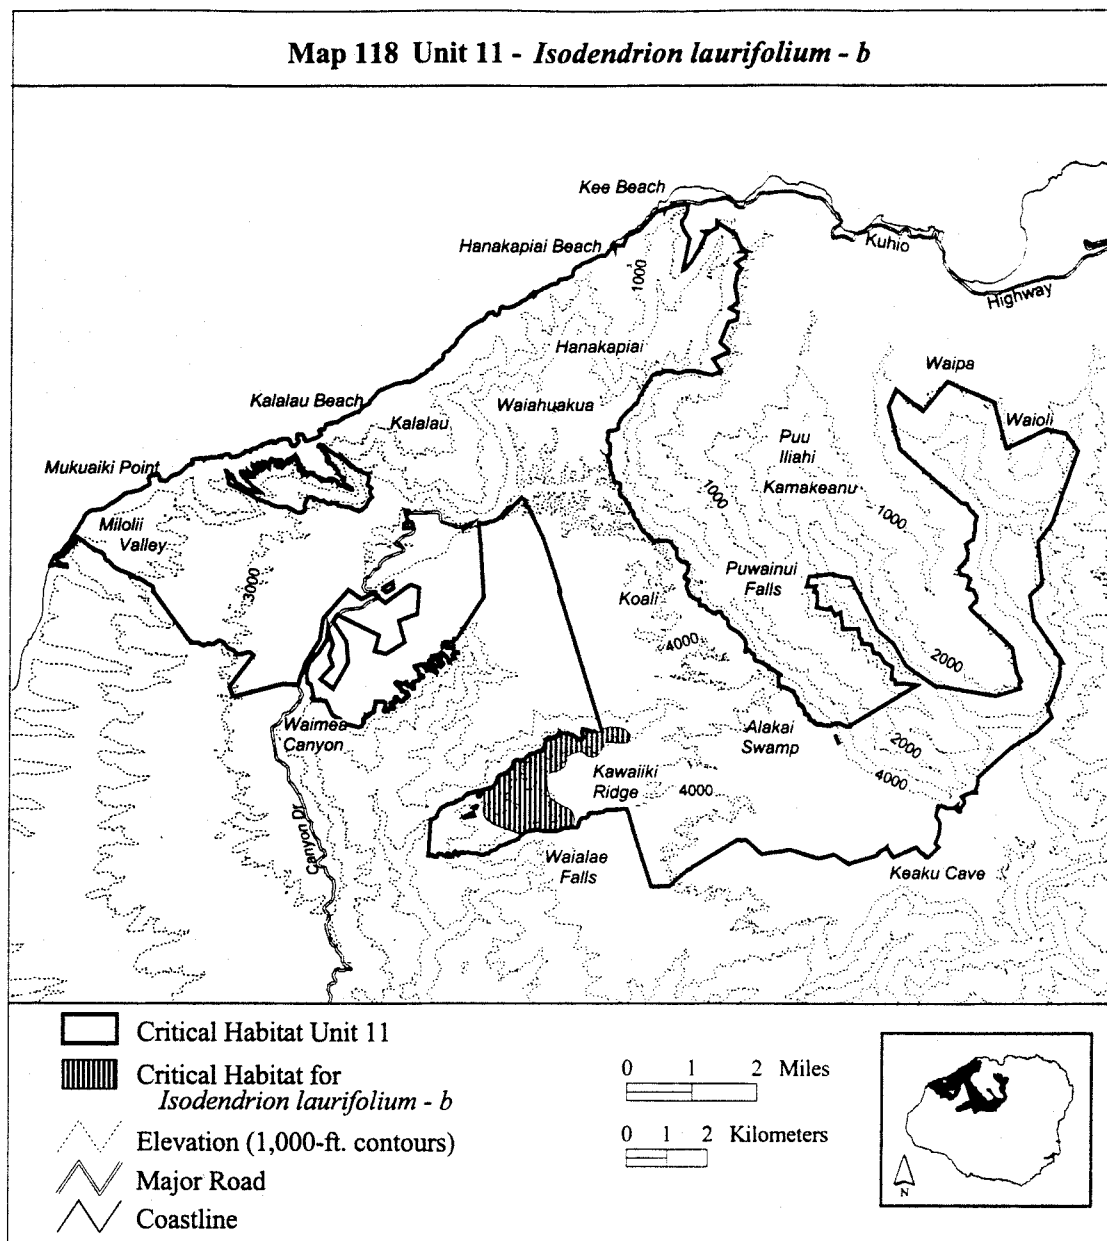 Map 118 Unit 11 - Isodendrion laurifolium - b
Kee Beach
Hanakapiai Beach
Kuhio
Highway
1000
Hanakapiai
Waipa
Kalalau Beach
Waiahuakua
Kalalau
Waioli
Puu
Iliahi
Mukuaiki Point
Kamakeanu
1000
1000
Milolii
Valley
3000
Puwainui
Falls
Koali
4000
2000
Waimea
Canyon
Alakai
Swamp
2000
4000
Kawaiiki
Ridge
4000
Canyon Dr
Waialae
Falls
Keaku Cave
Critical Habitat Unit 11
Critical Habitat for
Isodendrion laurifolium - b
Elevation (1,000-ft. contours)
Major Road
Coastline
0 1 2 Miles
0 1 2 Kilometers
N